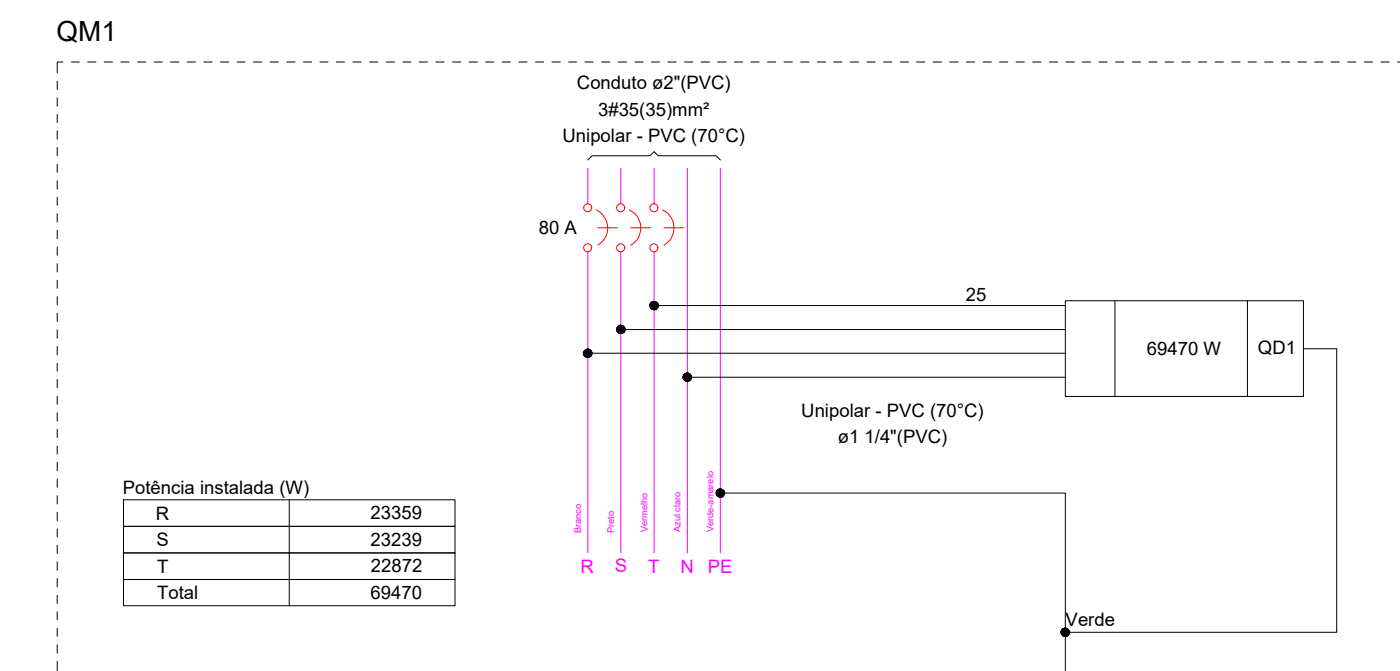 QM1
Conduto ø2"(PVC)
3#35(35)mm²
Unipolar - PVC (70°C)
80 A
25
69470 W
QD1
Unipolar - PVC (70°C)
ø1 1/4"(PVC)
Potência instalada (W)
R 23359
S 23239
T 22872
Total 69470
Branco
Preto
Vermelho
Azul claro
Verde-amarelo
R S T N PE
Verde